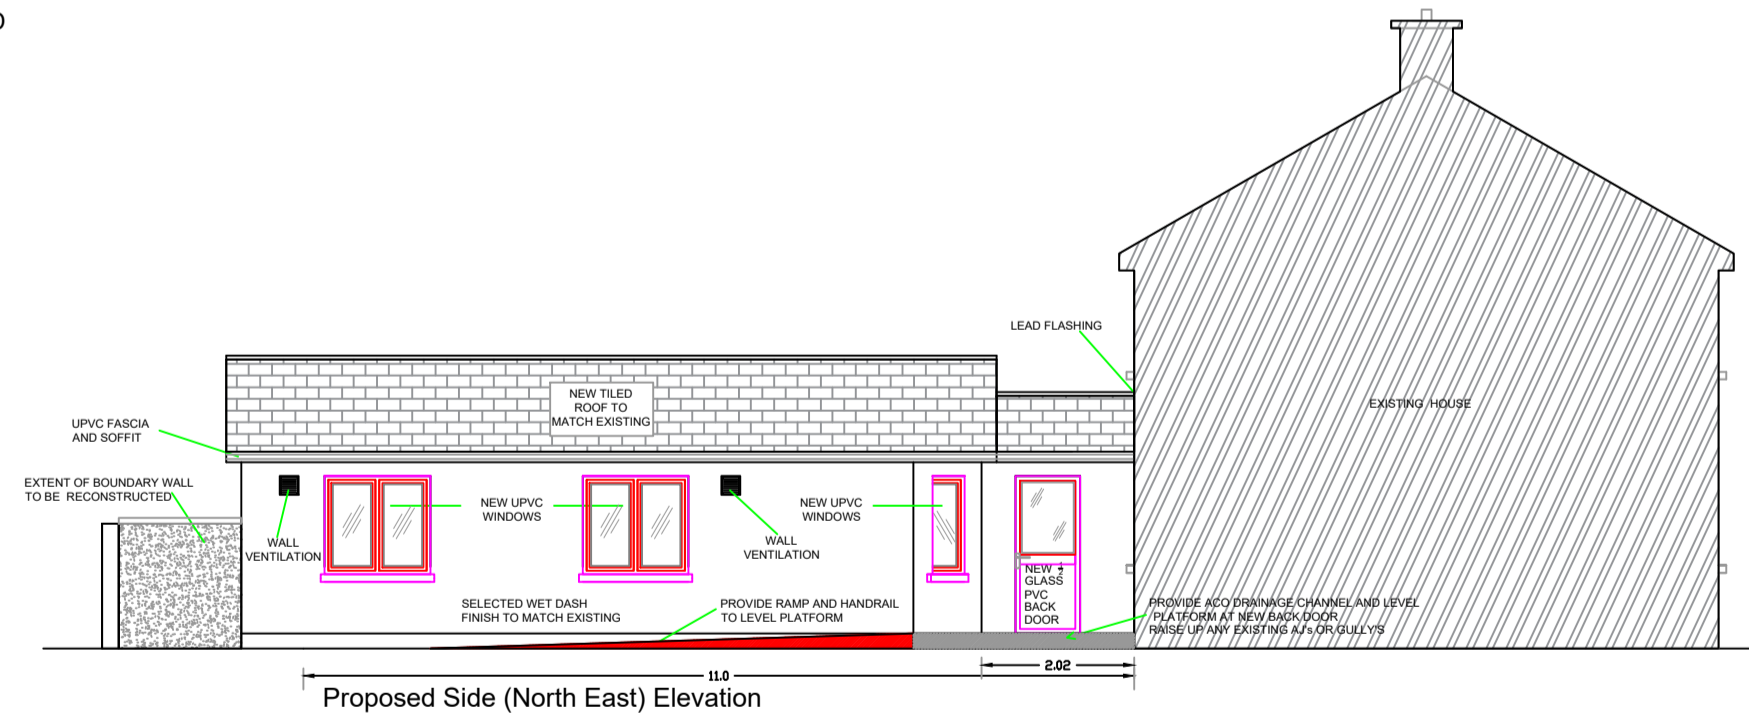 LEAD FLASHING
NEW TILED
ROOF TO
MATCH EXISTING
EXISTING HOUSE
UPVC FASCIA
AND SOFFIT
EXTENT OF BOUNDARY WALL
TO BE RECONSTRUCTED
NEW UPVC
WINDOWS
NEW UPVC
WINDOWS
WALL
VENTILATION
WALL
VENTILATION
NEW 1/2
GLASS
PVC
BACK
DOOR
SELECTED WET DASH
FINISH TO MATCH EXISTING
PROVIDE RAMP AND HANDRAIL
TO LEVEL PLATFORM
PROVIDE ACO DRAINAGE CHANNEL AND LEVEL
PLATFORM AT NEW BACK DOOR
RAISE UP ANY EXISTING AJ's OR GULLY'S
2.02
11.0
Proposed Side (North East) Elevation